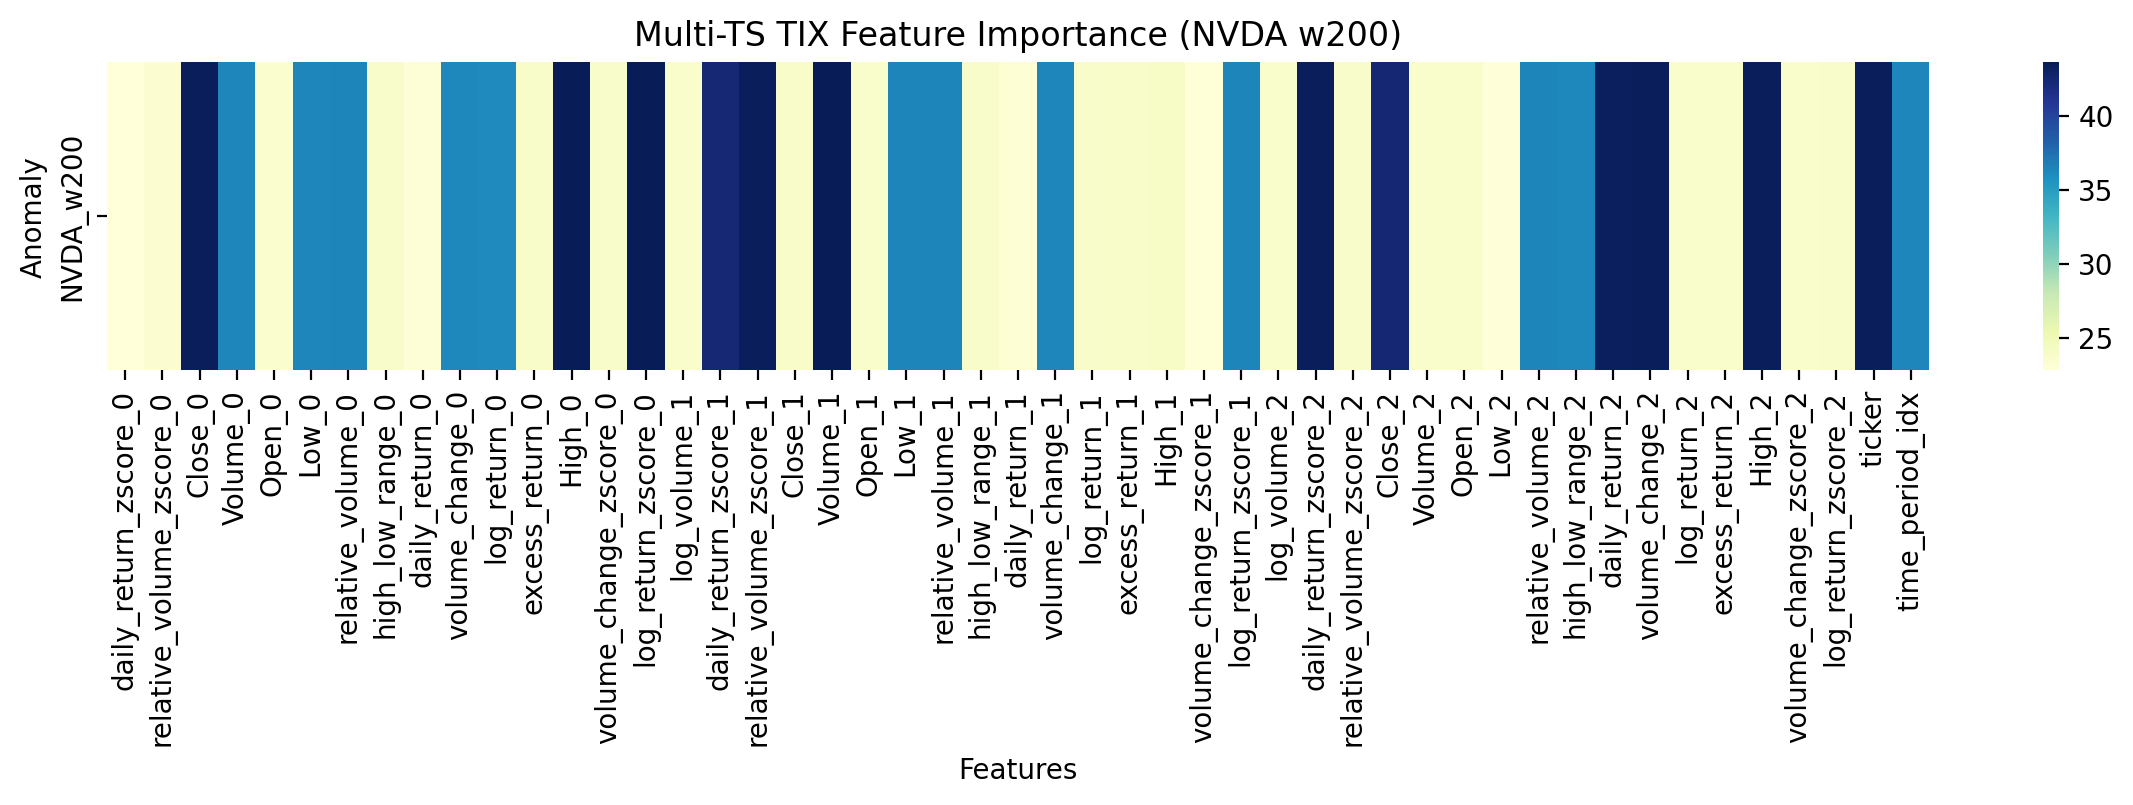 Multi-TS TIX Feature Importance (NVDA w200)
Anomaly
NVDA_w200
40
35
30
25
daily_return_zscore_0
relative_volume_zscore_0
Close_0
Volume_0
Open_0
Low_0
relative_volume_0
high_low_range_0
daily_return_0
volume_change_0
log_return_0
excess_return_0
High_0
volume_change_zscore_0
log_return_zscore_0
log_volume_1
daily_return_zscore_1
relative_volume_zscore_1
Close_1
Volume_1
Open_1
Low_1
relative_volume_1
high_low_range_1
daily_return_1
volume_change_1
log_return_1
excess_return_1
High_1
volume_change_zscore_1
log_return_zscore_1
log_volume_2
daily_return_zscore_2
relative_volume_zscore_2
Close_2
Volume_2
Open_2
Low_2
relative_volume_2
high_low_range_2
daily_return_2
volume_change_2
log_return_2
excess_return_2
High_2
volume_change_zscore_2
log_return_zscore_2
ticker
time_period_idx
Features